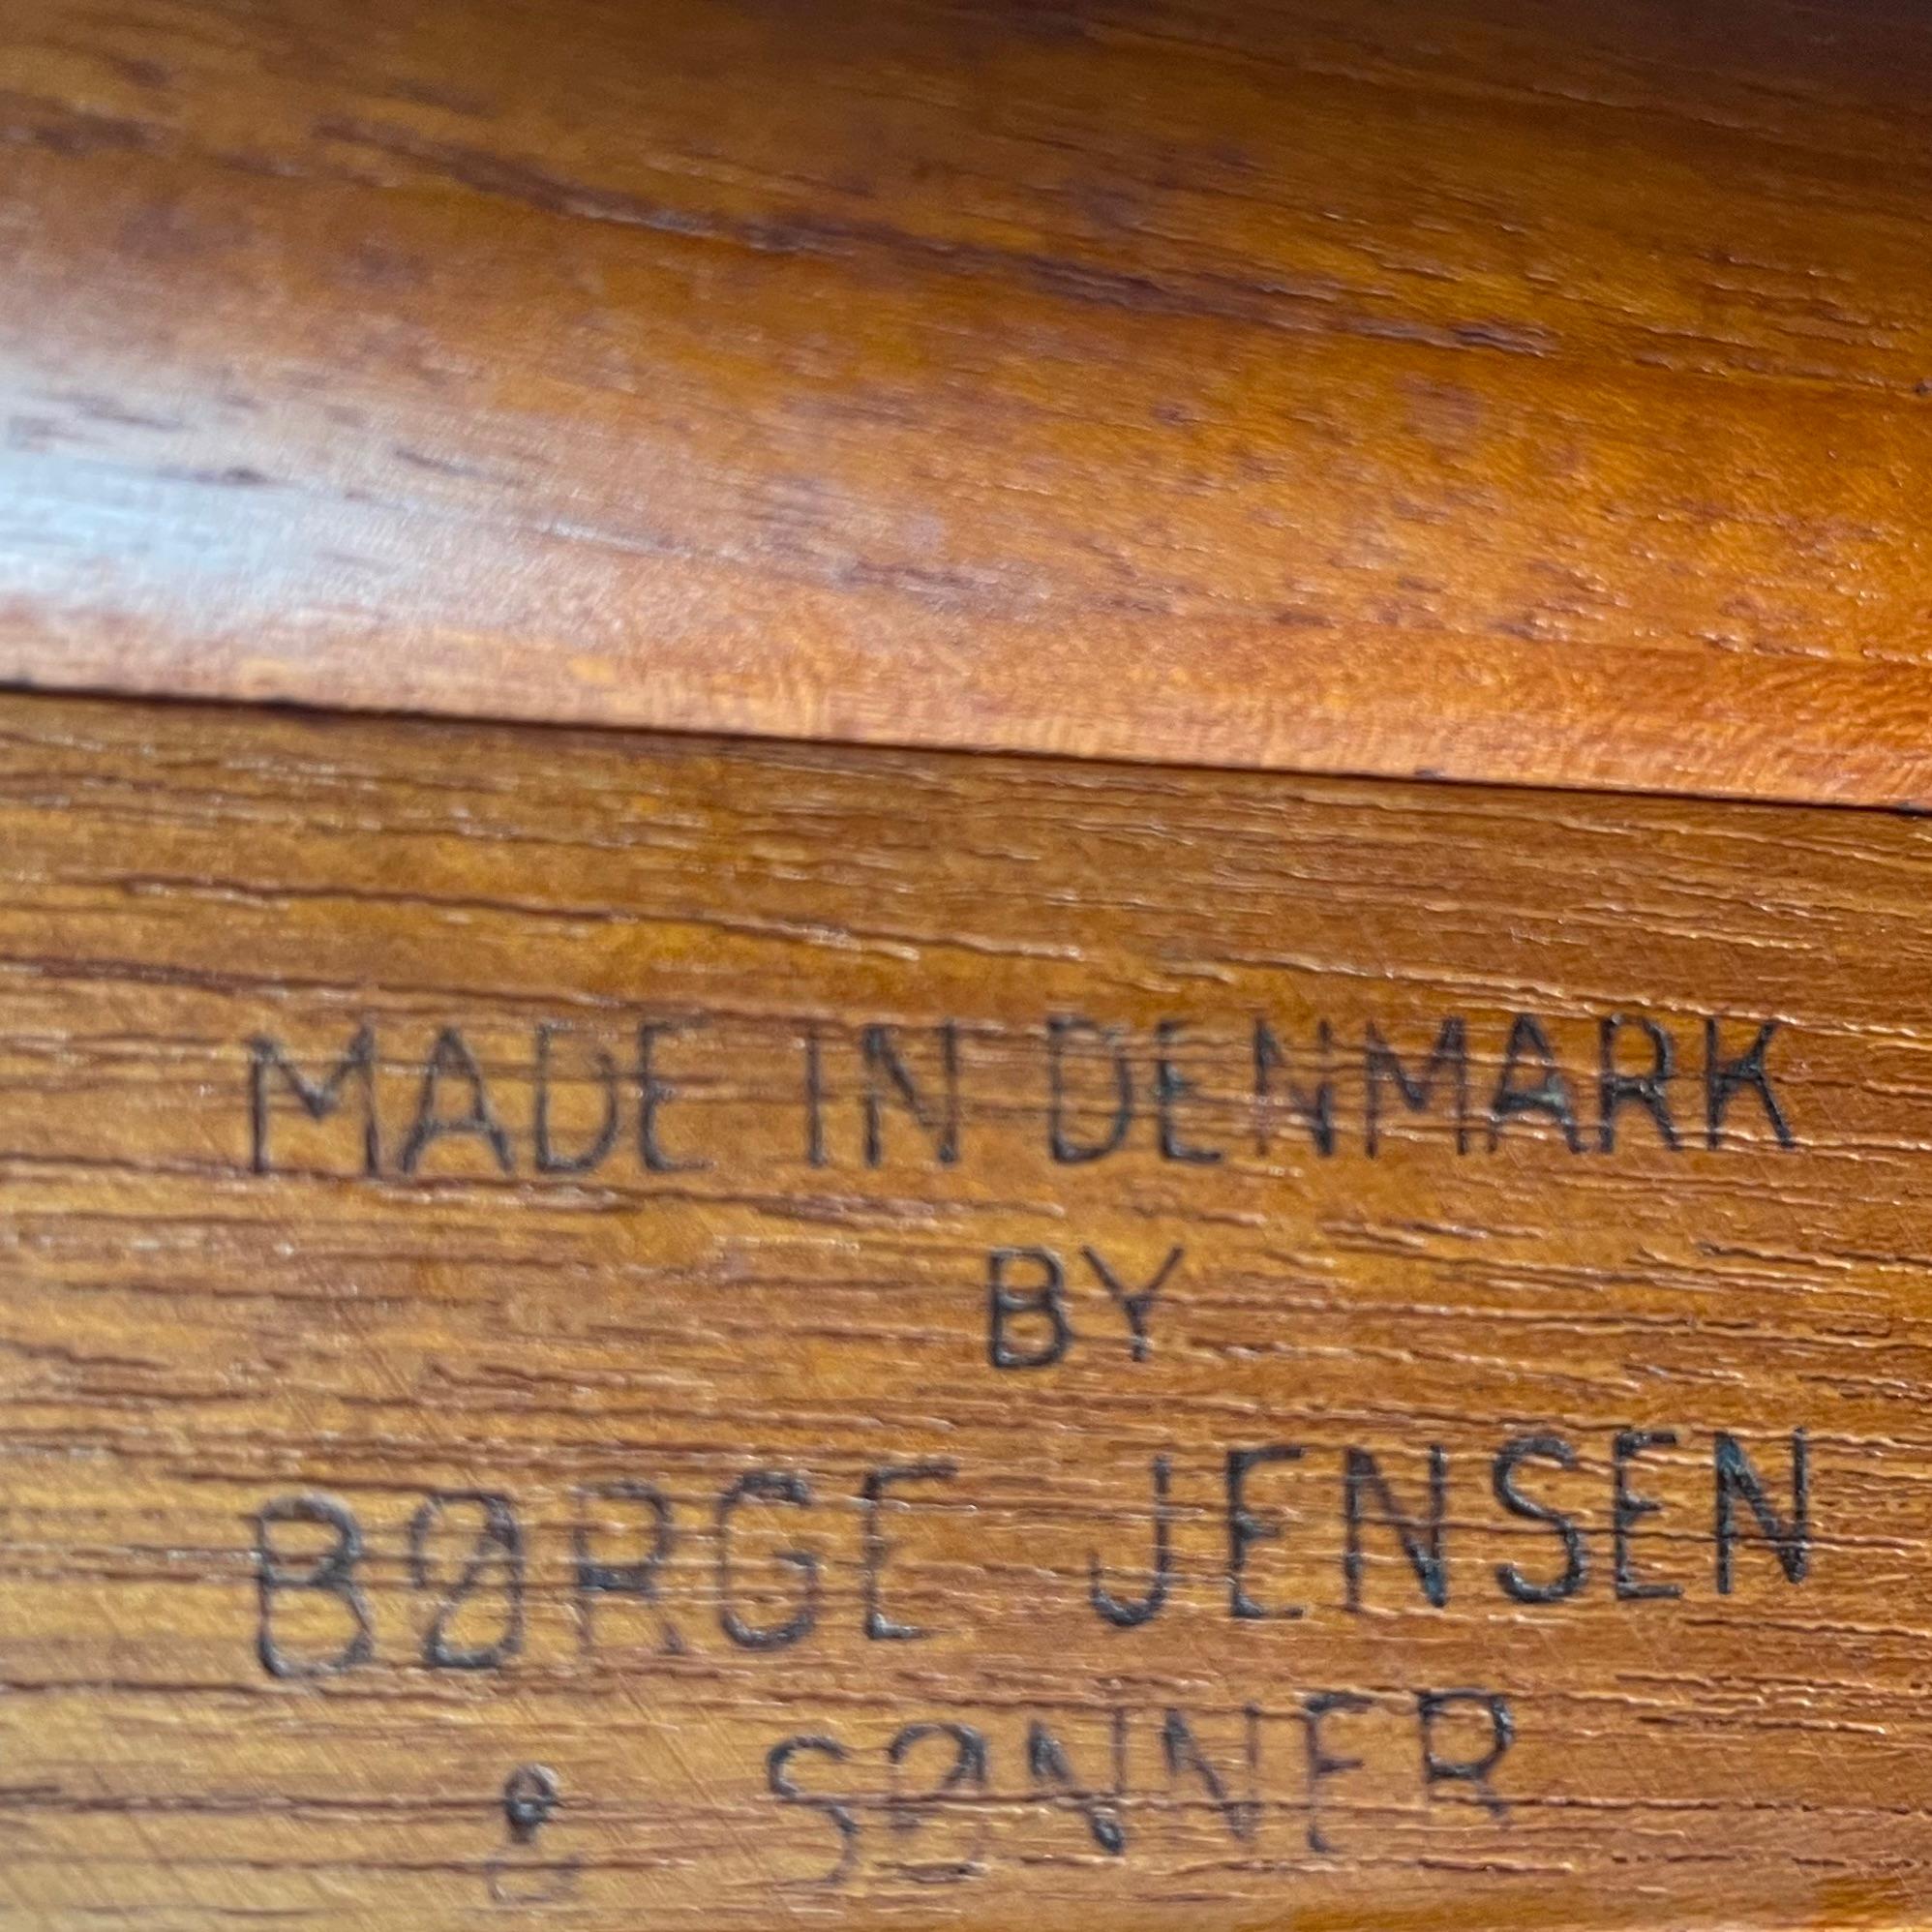 MADE IN DENMARK
BY
BØRGE JENSEN
& SØNNER